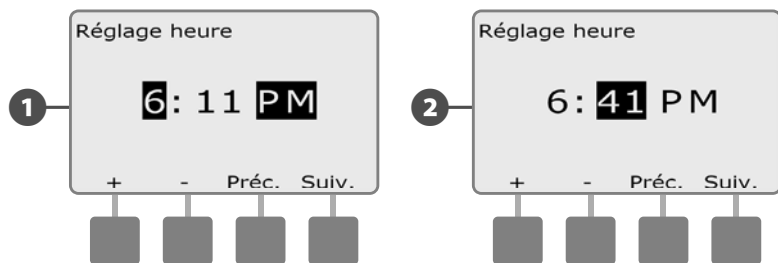 1
Réglage heure
6: 11 PM
+ - Préc. Suiv.
2
Réglage heure
6: 41 PM
+ - Préc. Suiv.